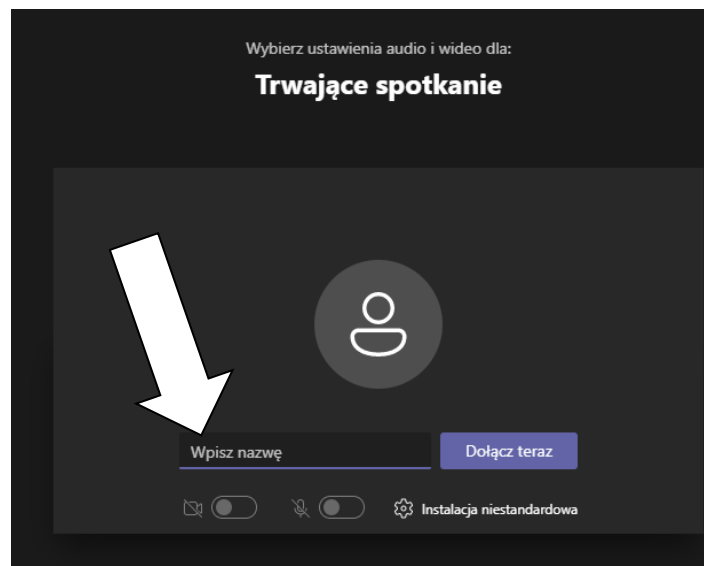 Wybierz ustawienia audio i wideo dla:
Trwające spotkanie
Wpisz nazwę
Dołącz teraz
Instalacja niestandardowa